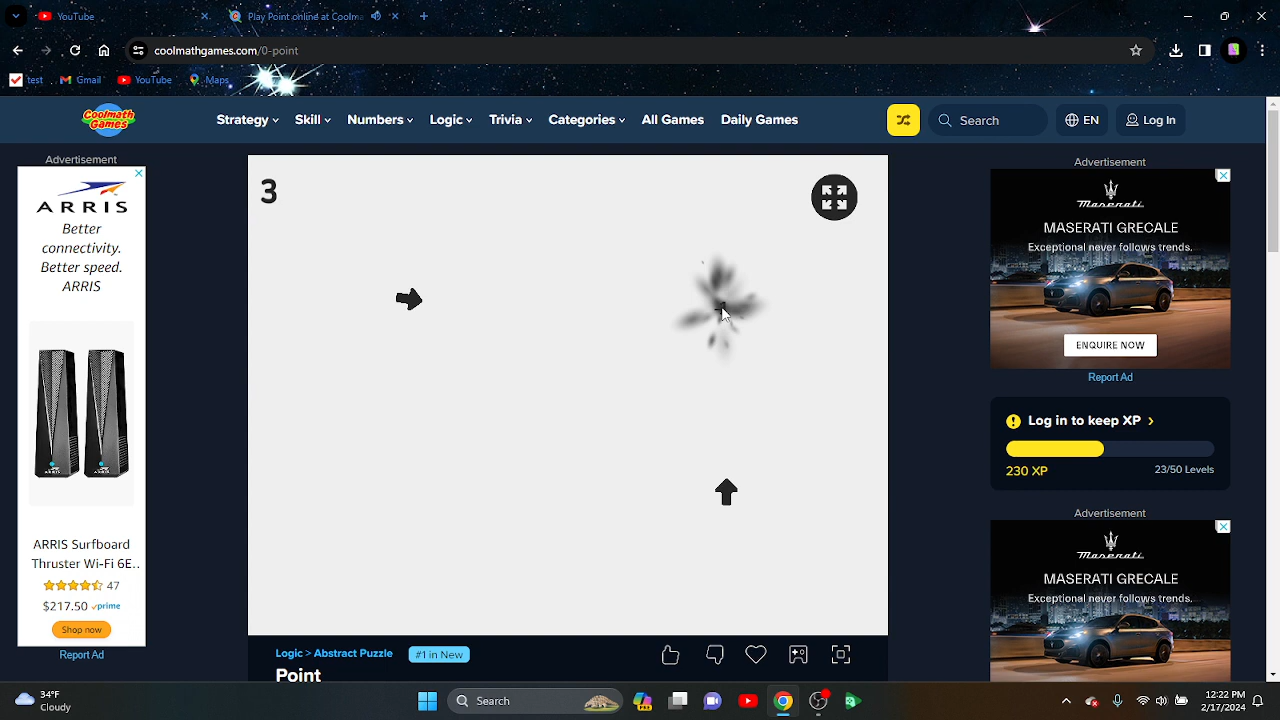 YouTube
Play Point online at Coolma
coolmathgames.com/0-point
test
Gmail
YouTube
Maps
Coolmath Games
Strategy
Skill
Numbers
Logic
Trivia
Categories
All Games
Daily Games
Search
EN
Log In
Advertisement
ARRIS
Better
connectivity.
Better speed.
ARRIS
ARRIS Surfboard
Thruster Wi-Fi 6E..
47
$217.50 prime
Shop now
Report Ad
3
Logic > Abstract Puzzle
#1 in New
Point
Advertisement
Maserati
MASERATI GRECALE
Exceptional never follows trends.
ENQUIRE NOW
Report Ad
Log in to keep XP
230 XP
23/50 Levels
Advertisement
Maserati
MASERATI GRECALE
Exceptional never follows trends.
34°F
Cloudy
Search
12:22 PM
2/17/2024